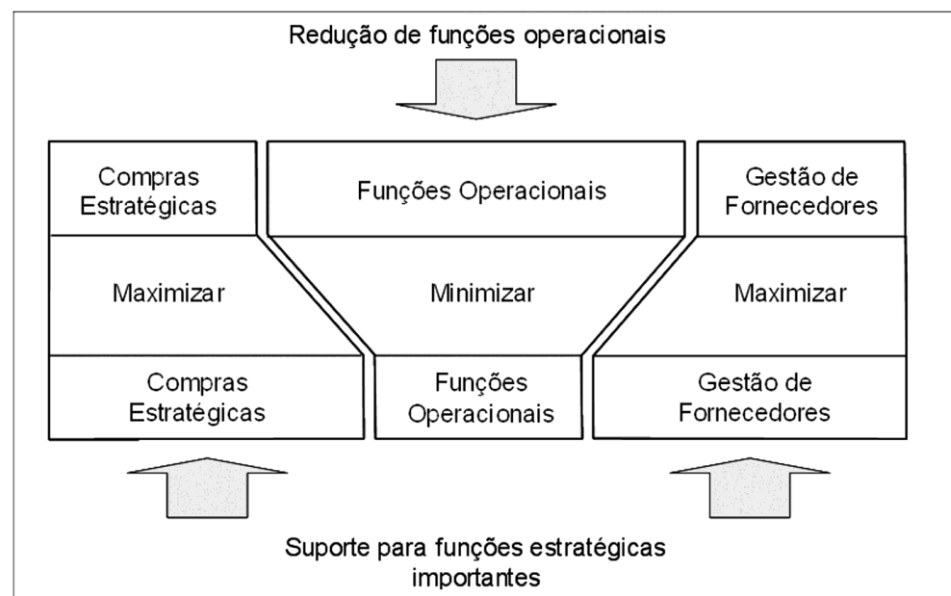 Redução de funções operacionais
Compras
Estratégicas
Funções Operacionais
Gestão de
Fornecedores
Maximizar
Minimizar
Maximizar
Compras
Estratégicas
Funções
Operacionais
Gestão de
Fornecedores
Suporte para funções estratégicas
importantes